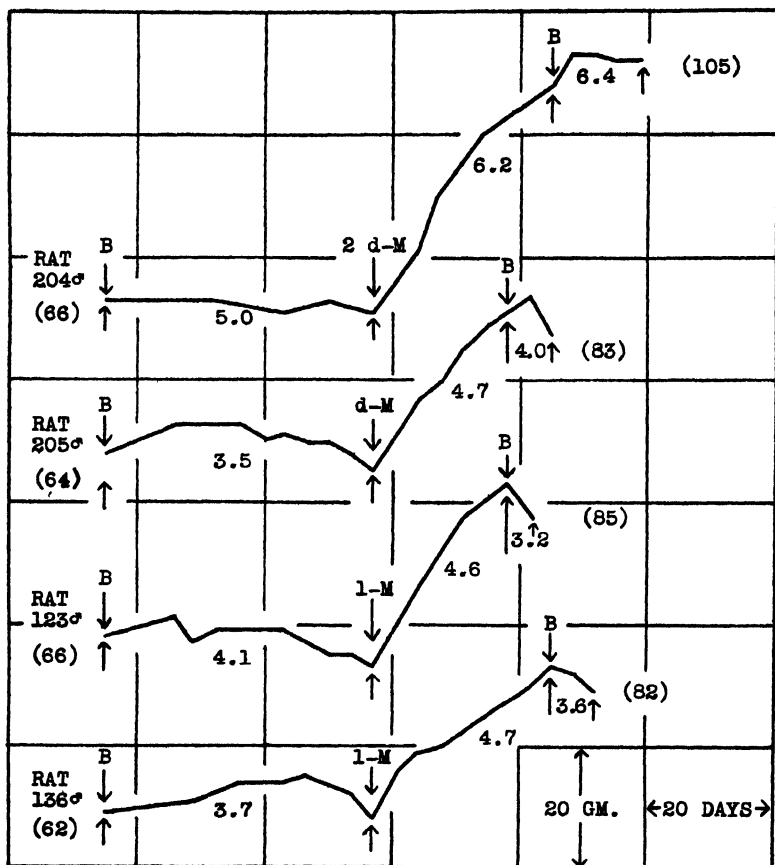 B
6.4 (105)
6.2
RAT B 2 d-M
204♂
(66) 5.0
B
4.0 (83)
4.7
RAT B d-M
205♂
(64) 3.5
B
(85)
3.2
4.6
RAT B l-M
123♂
(66) 4.1
B
(82)
3.6
4.7
RAT B l-M
136♂
(62) 3.7
20 GM. 20 DAYS